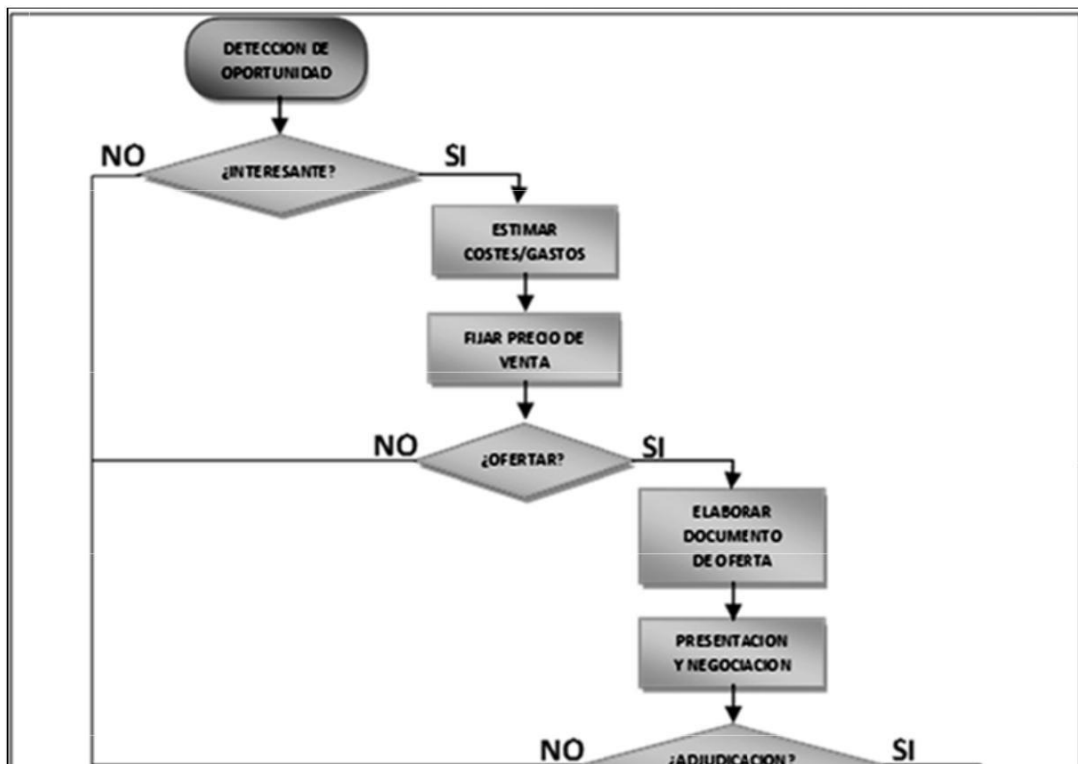 DETECCION DE
OPORTUNIDAD
NO
SI
¿INTERESANTE?
ESTIMAR
COSTES/GASTOS
FIJAR PRECIO DE
VENTA
NO
SI
¿OFERTAR?
ELABORAR
DOCUMENTO
DE OFERTA
PRESENTACION
Y NEGOCIACION
NO
SI
¿ADJUDICACION?